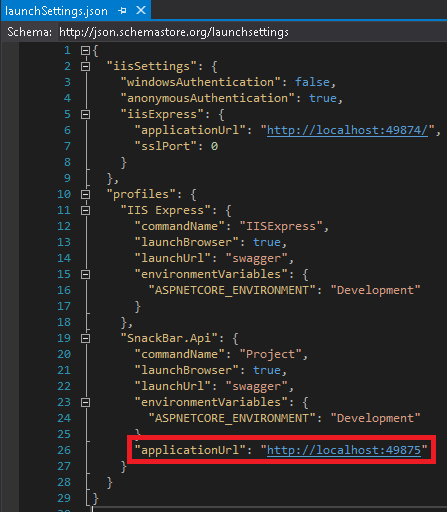 launchSettings.json
Schema: http://json.schemastore.org/launchsettings
1 {
2 "iisSettings": {
3 "windowsAuthentication": false,
4 "anonymousAuthentication": true,
5 "iisExpress": {
6 "applicationUrl": "http://localhost:49874/",
7 "sslPort": 0
8 }
9 },
10 "profiles": {
11 "IIS Express": {
12 "commandName": "IISExpress",
13 "launchBrowser": true,
14 "launchUrl": "swagger",
15 "environmentVariables": {
16 "ASPNETCORE_ENVIRONMENT": "Development"
17 }
18 },
19 "SnackBar.Api": {
20 "commandName": "Project",
21 "launchBrowser": true,
22 "launchUrl": "swagger",
23 "environmentVariables": {
24 "ASPNETCORE_ENVIRONMENT": "Development"
25
26 "applicationUrl": "http://localhost:49875"
27 }
28 }
29 }